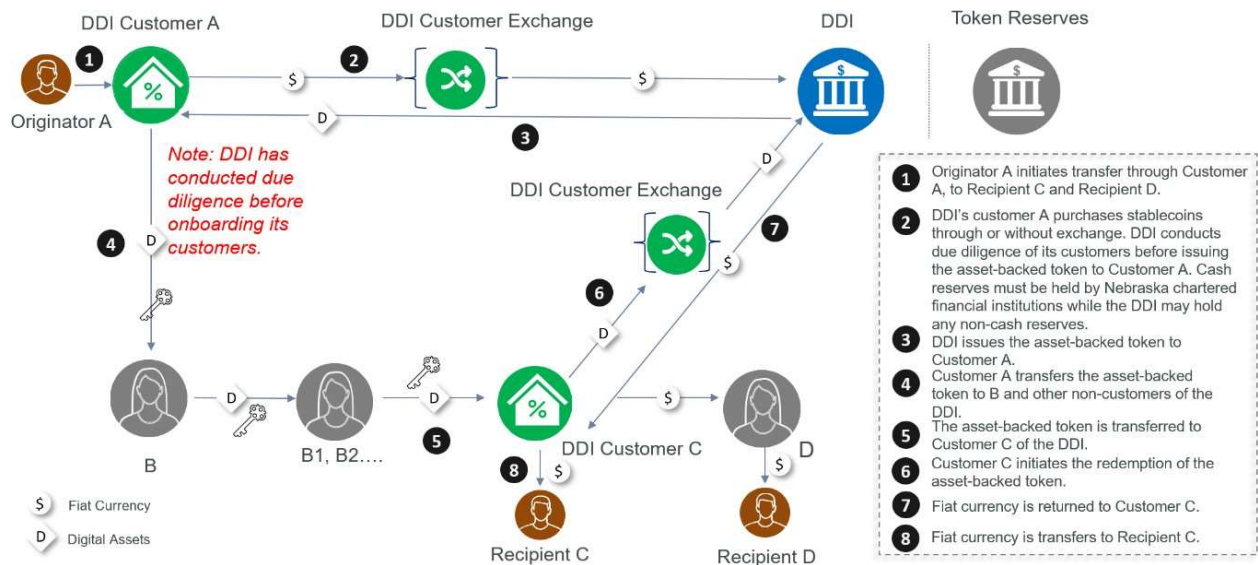 DDI Customer A
DDI Customer Exchange
DDI
Token Reserves
1
2
$
$
$
$
%
Originator A
D
3
Note: DDI has
conducted due
diligence before
onboarding its
customers.
DDI Customer Exchange
D
4
D
7
$
6
D
%
B
D
B1, B2....
D
5
$
DDI Customer C
D
8
$
$
Recipient C
Recipient D
$ Fiat Currency
D Digital Assets
1 Originator A initiates transfer through Customer
A, to Recipient C and Recipient D.
2 DDI's customer A purchases stablecoins
through or without exchange. DDI conducts
due diligence of its customers before issuing
the asset-backed token to Customer A. Cash
reserves must be held by Nebraska chartered
financial institutions while the DDI may hold
any non-cash reserves.
3 DDI issues the asset-backed token to
Customer A.
4 Customer A transfers the asset-backed
token to B and other non-customers of the
DDI.
5 The asset-backed token is transferred to
Customer C of the DDI.
6 Customer C initiates the redemption of the
asset-backed token.
7 Fiat currency is returned to Customer C.
8 Fiat currency is transfers to Recipient C.